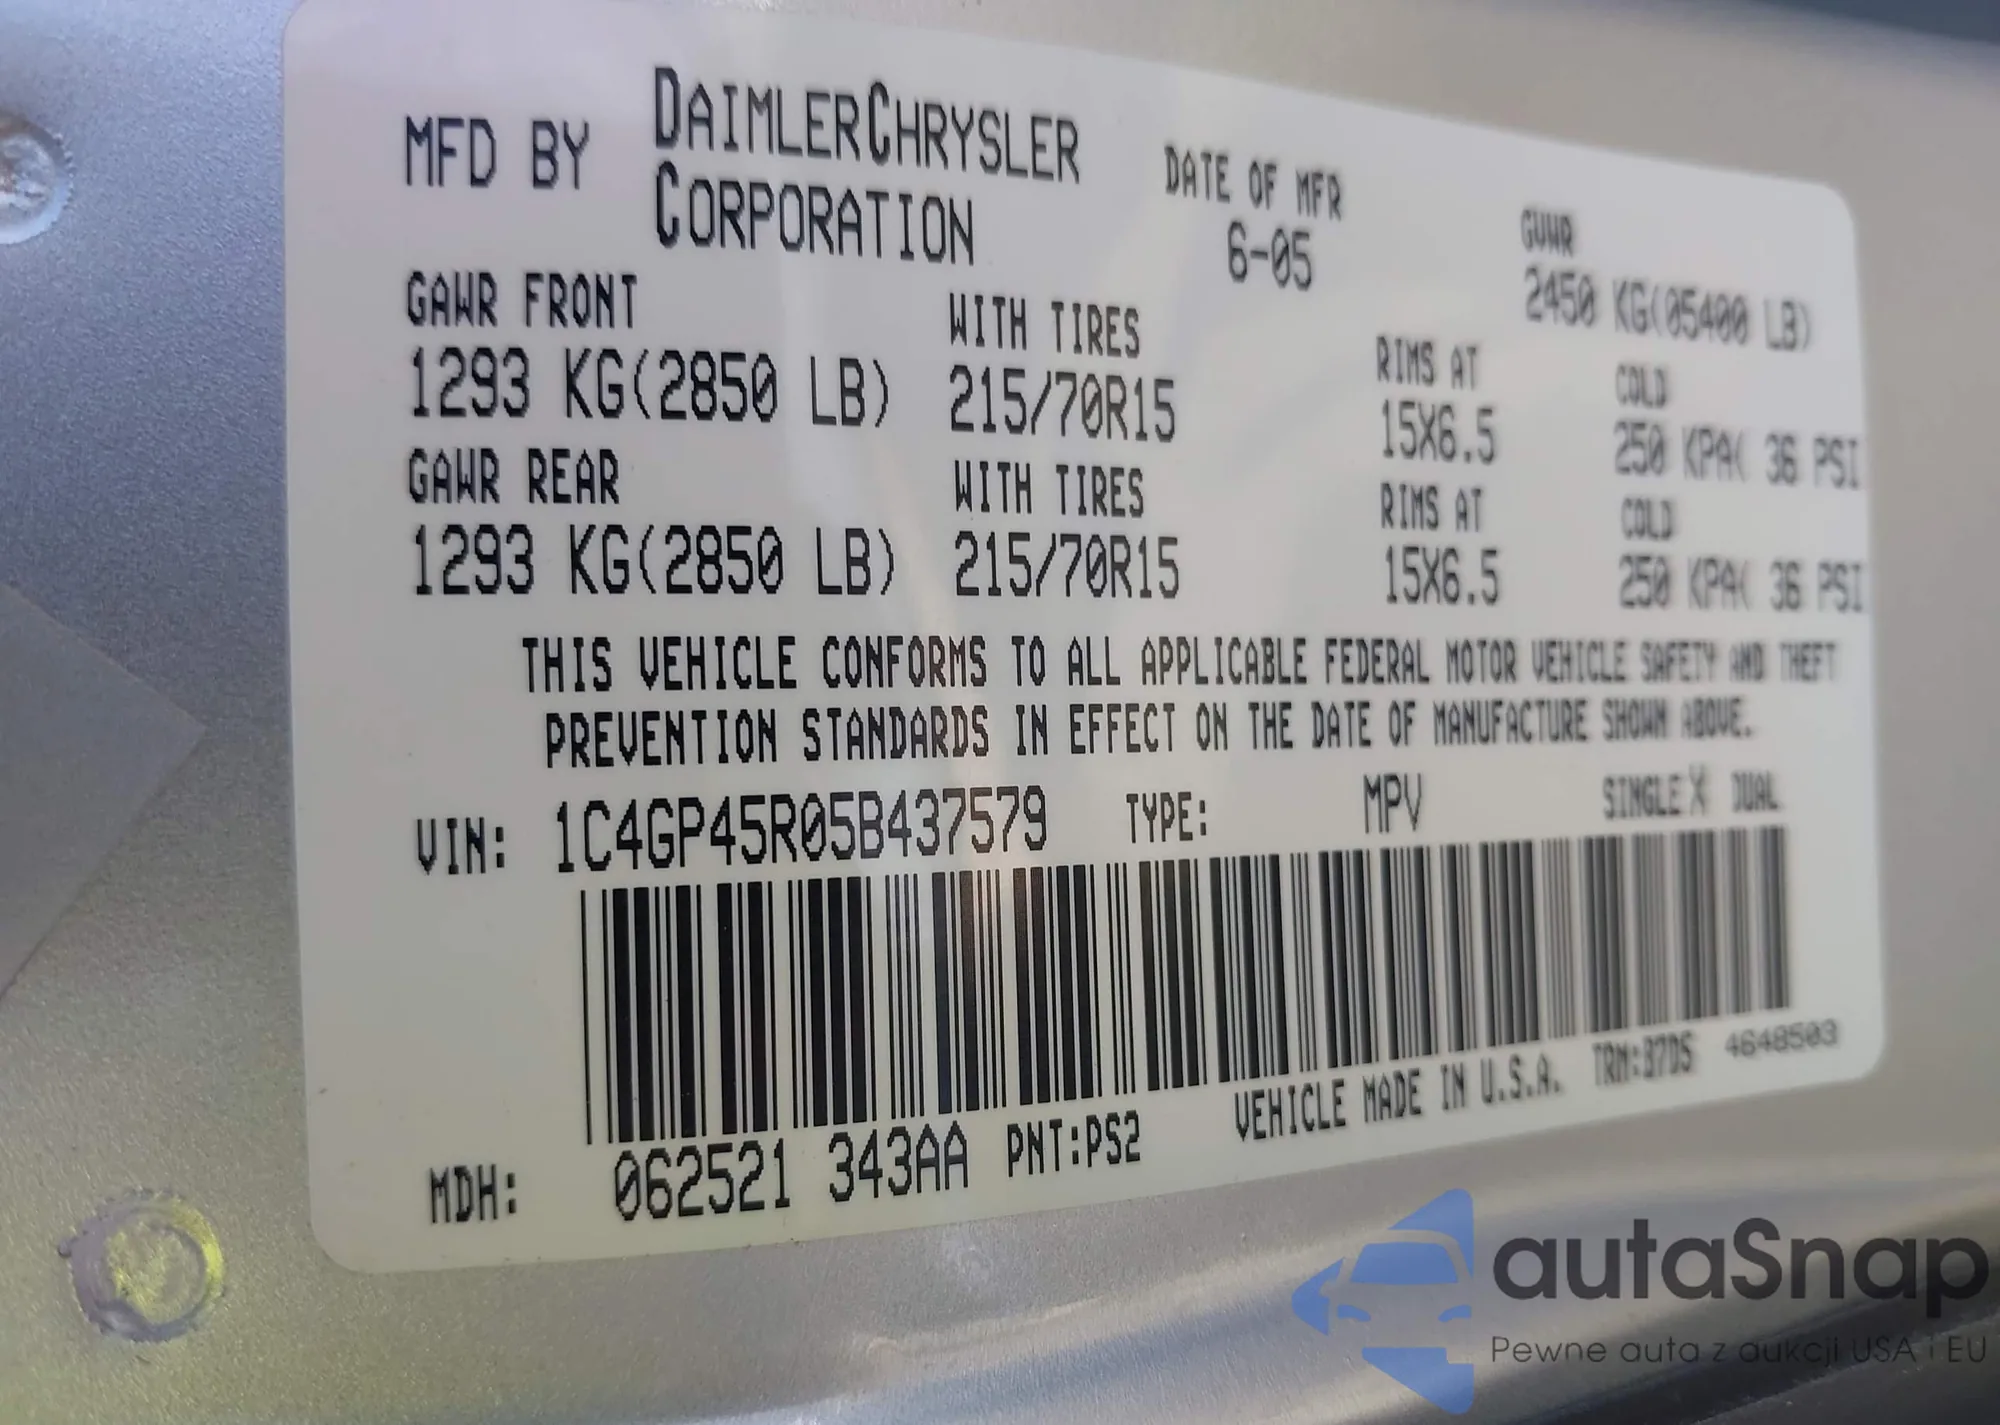 MFD BY DAIMLERCHRYSLER CORPORATION
DATE OF MFR
6-05
GVWR
2450 KG(05400 LB)
GAWR FRONT WITH TIRES RIMS AT COLD
1293 KG(2850 LB) 215/70R15 15X6.5 250 KPA( 36 PSI
GAWR REAR WITH TIRES RIMS AT COLD
1293 KG(2850 LB) 215/70R15 15X6.5 250 KPA( 36 PSI
THIS VEHICLE CONFORMS TO ALL APPLICABLE FEDERAL MOTOR VEHICLE SAFETY AND THEFT
PREVENTION STANDARDS IN EFFECT ON THE DATE OF MANUFACTURE SHOWN ABOVE.
VIN: 1C4GP45R05B437579 TYPE: MPV SINGLE X DUAL
MDH: 062521 343AA PNT:PS2 VEHICLE MADE IN U.S.A. TRM:B7DS 4648503
autaSnap
Pewne auta z aukcji USA i EU